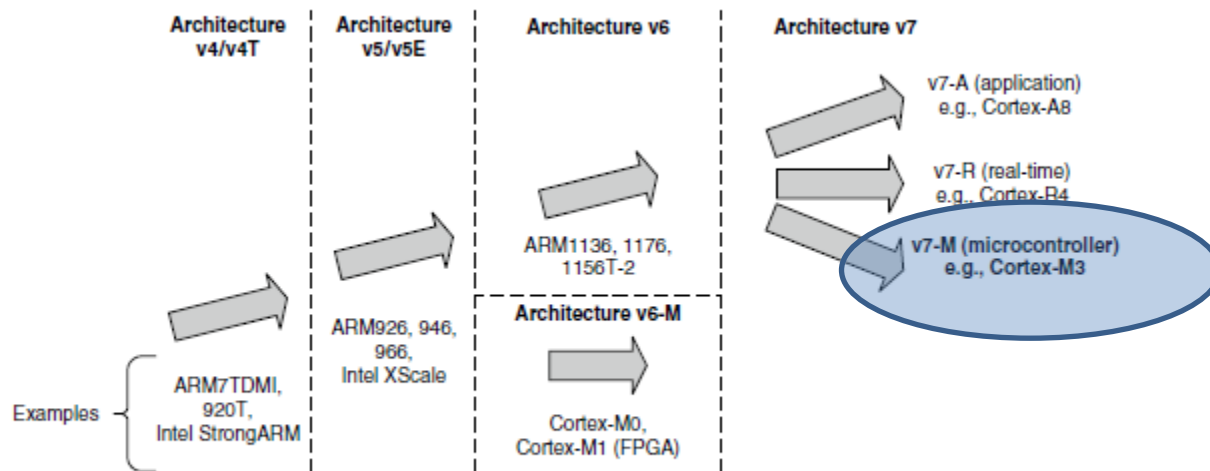 Architecture
v4/v4T
Architecture
v5/v5E
Architecture v6
Architecture v7
v7-A (application)
e.g., Cortex-A8
v7-R (real-time)
e.g., Cortex-R4
v7-M (microcontroller)
e.g., Cortex-M3
ARM1136, 1176,
1156T-2
Architecture v6-M
ARM926, 946,
966,
Intel XScale
Examples
ARM7TDMI,
920T,
Intel StrongARM
Cortex-M0,
Cortex-M1 (FPGA)